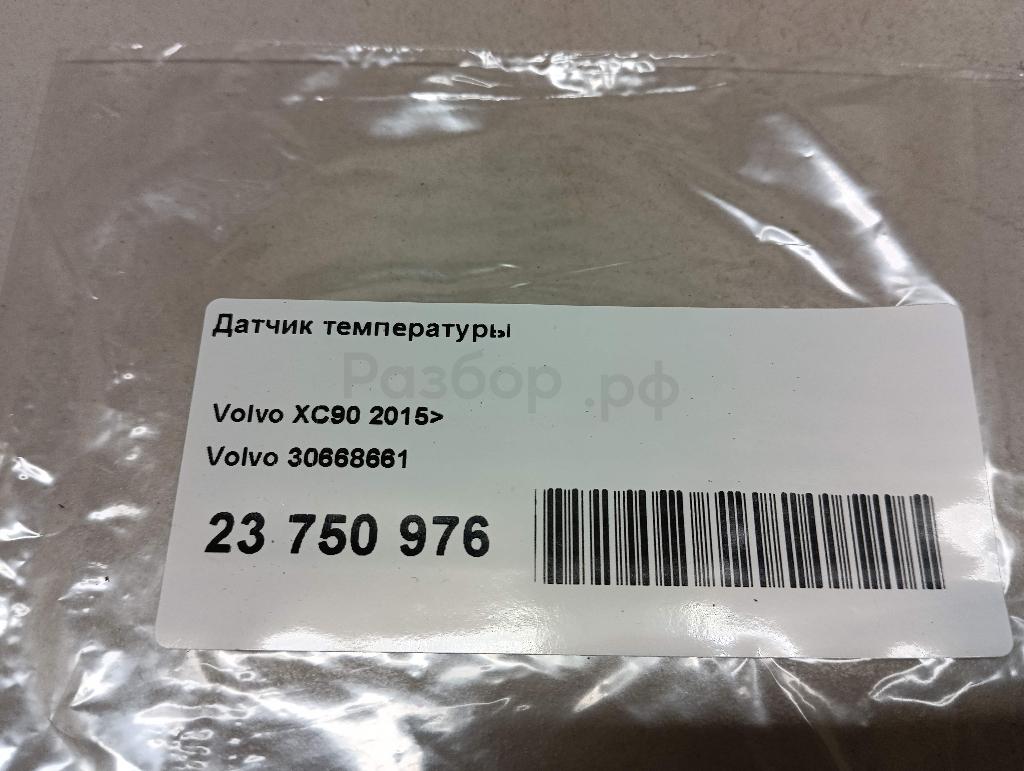 Датчик температуры
Разбор.рф
Volvo XC90 2015>
Volvo 30668661
23 750 976